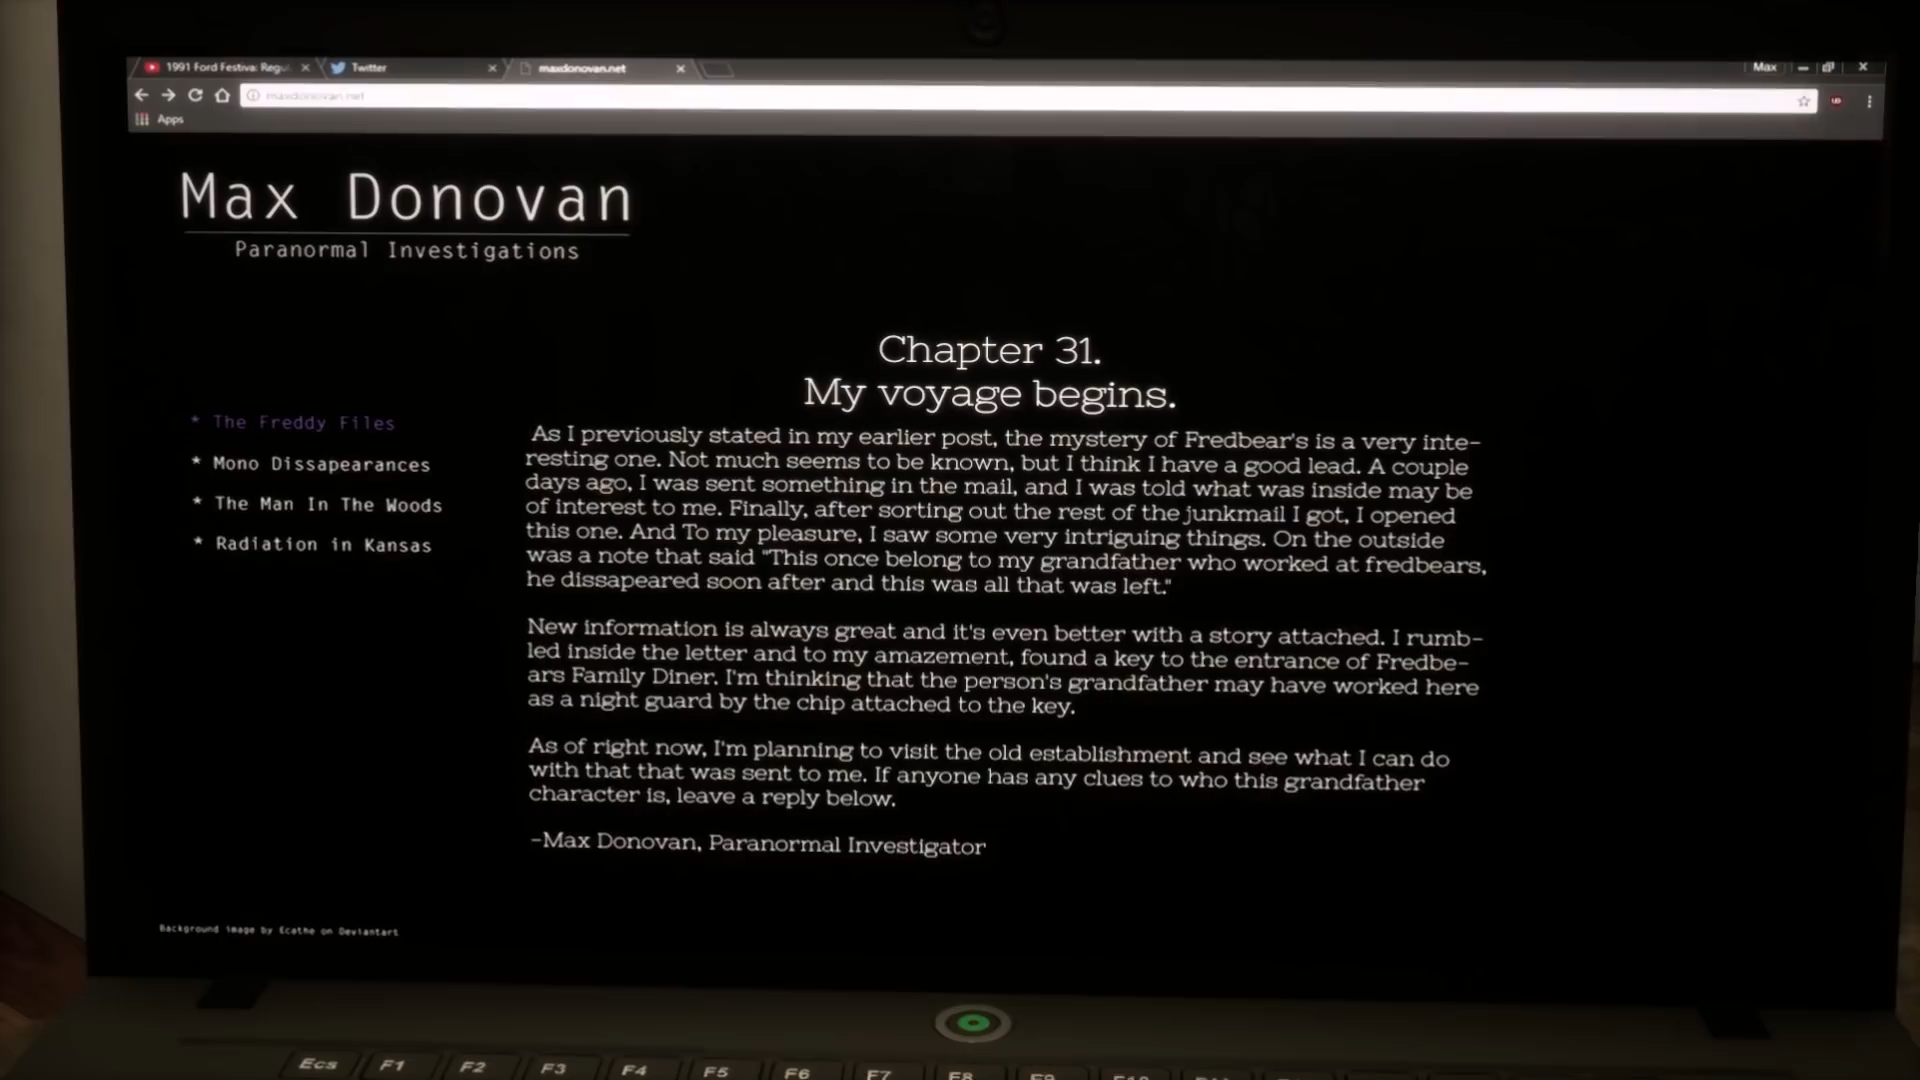 1991 Ford Festiva: Regu
Twitter
maxdonovan.net
Max
maxdonovan.net
Apps
Max Donovan
Paranormal Investigations
Chapter 31.
My voyage begins.
* The Freddy Files
* Mono Dissapearances
* The Man In The Woods
* Radiation in Kansas
As I previously stated in my earlier post, the mystery of Fredbear's is a very inte-
resting one. Not much seems to be known, but I think I have a good lead. A couple
days ago, I was sent something in the mail, and I was told what was inside may be
of interest to me. Finally, after sorting out the rest of the junkmail I got, I opened
this one. And To my pleasure, I saw some very intriguing things. On the outside
was a note that said "This once belong to my grandfather who worked at fredbears,
he dissapeared soon after and this was all that was left."
New information is always great and it's even better with a story attached. I rumb-
led inside the letter and to my amazement, found a key to the entrance of Fredbe-
ars Family Diner. I'm thinking that the person's grandfather may have worked here
as a night guard by the chip attached to the key.
As of right now, I'm planning to visit the old establishment and see what I can do
with that that was sent to me. If anyone has any clues to who this grandfather
character is, leave a reply below.
-Max Donovan, Paranormal Investigator
Background image by Ecathe on Deviantart
Ecs F1 F2 F3 F4 F5 F6 F7 F8 F9 F10